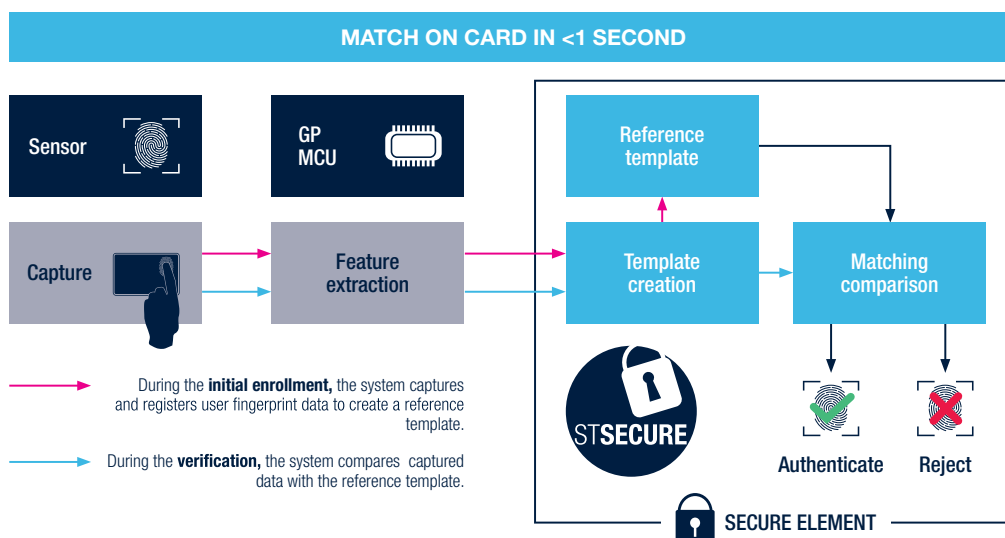 MATCH ON CARD IN <1 SECOND
Sensor
GP
MCU
Reference
template
Capture
Feature
extraction
Template
creation
Matching
comparison
During the initial enrollment, the system captures
and registers user fingerprint data to create a reference
template.
During the verification, the system compares captured
data with the reference template.
STSECURE
Authenticate
Reject
SECURE ELEMENT